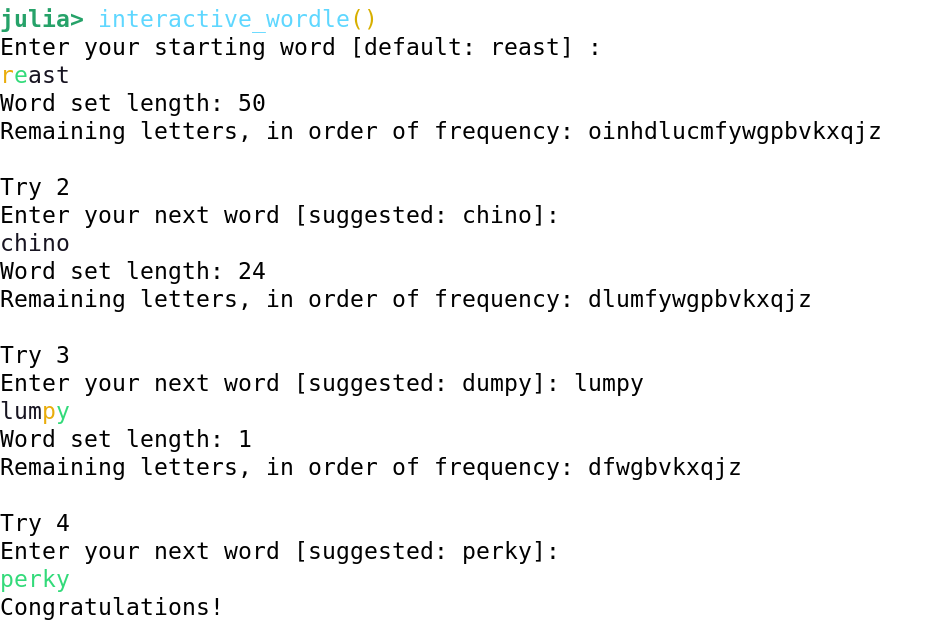 julia> interactive_wordle()
Enter your starting word [default: reast] :
reast
Word set length: 50
Remaining letters, in order of frequency: oinhdlucmfywgpbvkxqjz
Try 2
Enter your next word [suggested: chino]:
chino
Word set length: 24
Remaining letters, in order of frequency: dlumfywgpbvkxqjz
Try 3
Enter your next word [suggested: dumpy]: lumpy
lumpy
Word set length: 1
Remaining letters, in order of frequency: dfwgbvkxqjz
Try 4
Enter your next word [suggested: perky]:
perky
Congratulations!